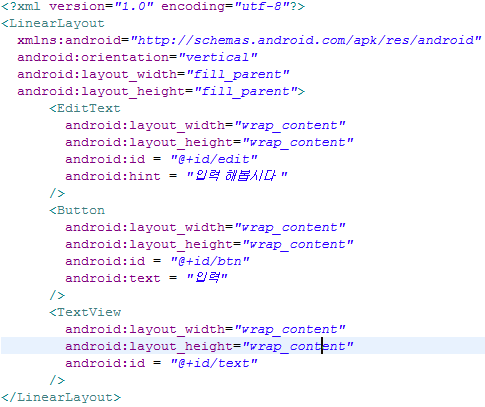 <?xml version="1.0" encoding="utf-8"?>
<LinearLayout
xmlns:android="http://schemas.android.com/apk/res/android"
android:orientation="vertical"
android:layout_width="fill_parent"
android:layout_height="fill_parent">
<EditText
android:layout_width="wrap_content"
android:layout_height="wrap_content"
android:id = "@+id/edit"
android:hint = "입력 해봅시다 "
/>
<Button
android:layout_width="wrap_content"
android:layout_height="wrap_content"
android:id = "@+id/btn"
android:text = "입력"
/>
<TextView
android:layout_width="wrap_content"
android:layout_height="wrap_content"
android:id = "@+id/text"
/>
</LinearLayout>